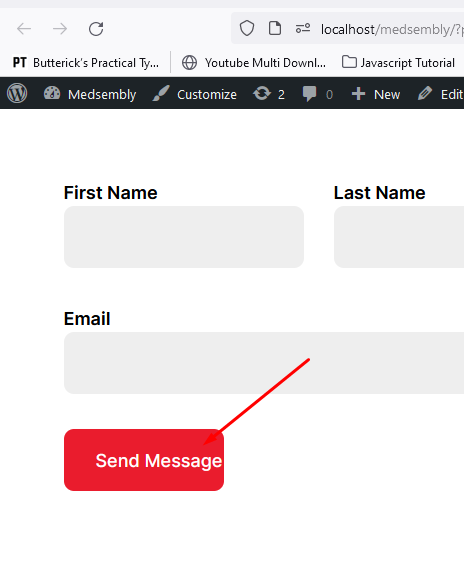 localhost/medsembly/?p
PT Butterick's Practical Ty... Youtube Multi Downl... Javascript Tutorial
Medsembly Customize 2 0 New Edit
First Name Last Name
Email
Send Message